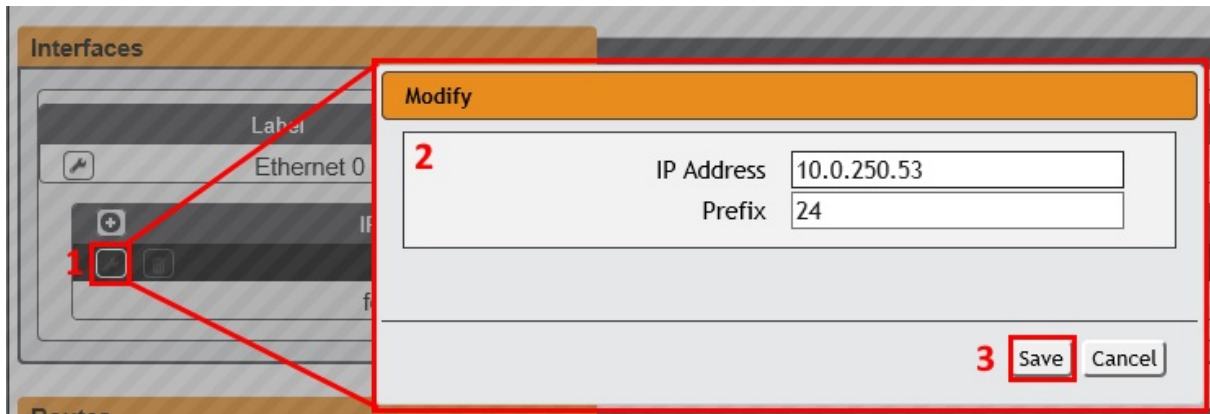 Interfaces
Modify
Label
2
IP Address 10.0.250.53
Ethernet 0
Prefix 24
1
3 Save Cancel